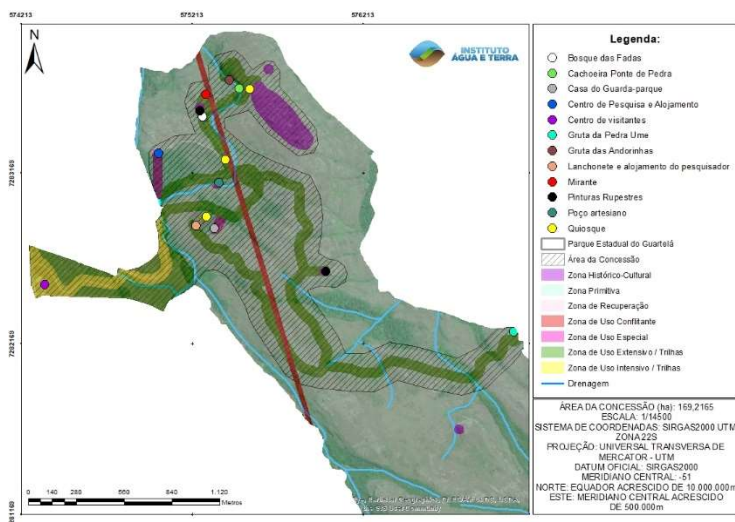 574213
575213
576213
N
INSTITUTO
ÁGUA E TERRA
7283169
7282169
0 140 280 560 840 1.120
Metros
Legenda:
Bosque das Fadas
Cachoeira Ponte de Pedra
Casa do Guarda-parque
Centro de Pesquisa e Alojamento
Centro de visitantes
Gruta da Pedra Ume
Gruta das Andorinhas
Lanchonete e alojamento do pesquisador
Mirante
Pinturas Rupestres
Poço artesiano
Quiosque
Parque Estadual do Guartelá
Área da Concessão
Zona Histórico-Cultural
Zona Primitiva
Zona de Recuperação
Zona de Uso Conflitante
Zona de Uso Especial
Zona de Uso Extensivo / Trilhas
Zona de Uso Intensivo / Trilhas
Drenagem
ÁREA DA CONCESSÃO (ha): 169,2165
ESCALA: 1/14500
SISTEMA DE COORDENADAS: SIRGAS2000 UTM
ZONA 22S
PROJEÇÃO: UNIVERSAL TRANSVERSA DE
MERCATOR - UTM
DATUM OFICIAL: SIRGAS2000
MERIDIANO CENTRAL: -51
NORTE: EQUADOR ACRESCIDO DE 10.000.000m
ESTE: MERIDIANO CENTRAL ACRESCIDO
DE 500.000m